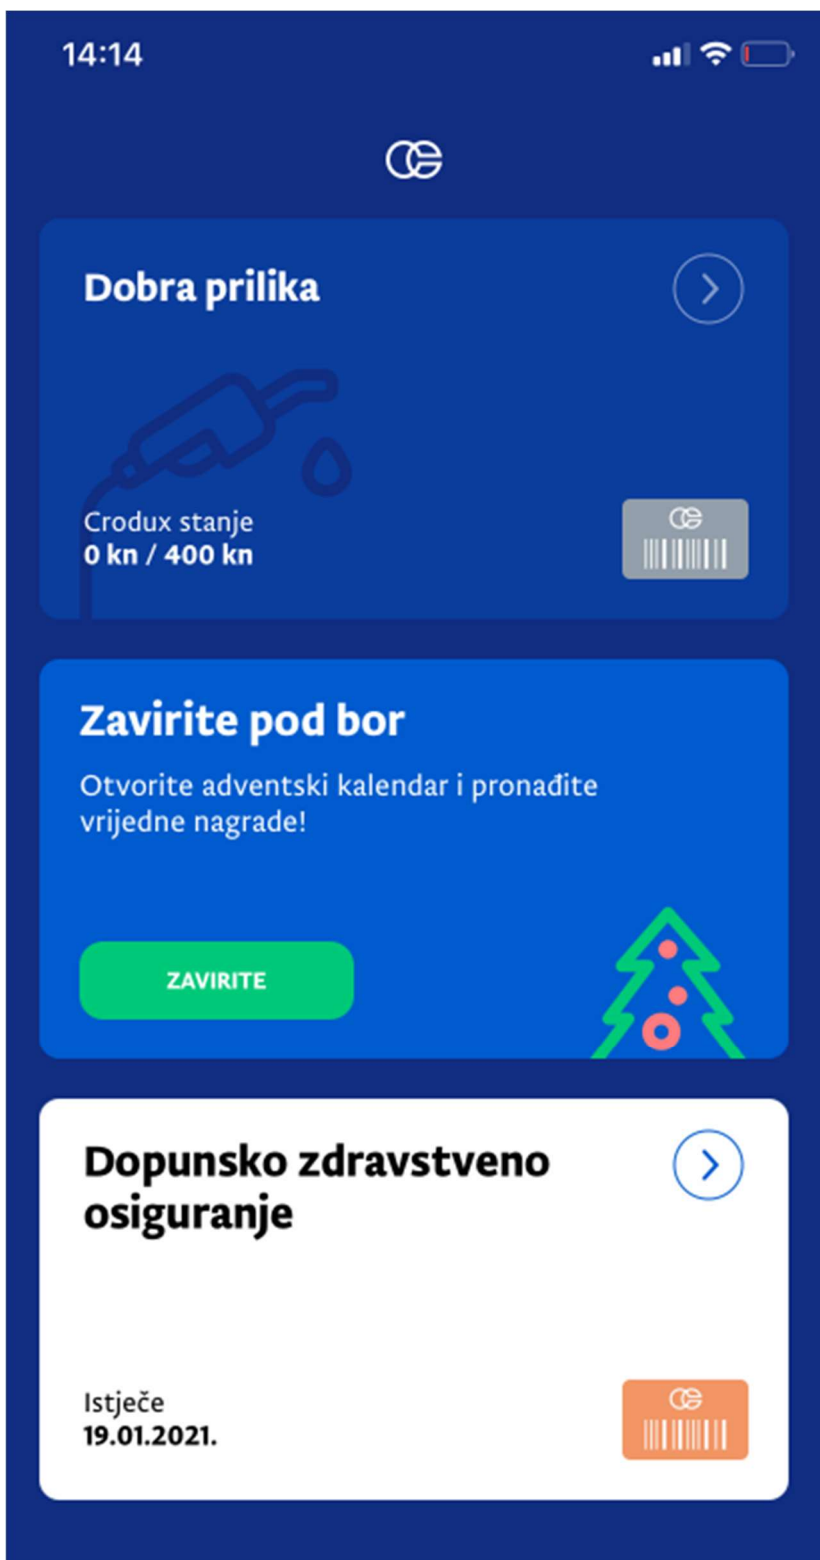 14:14
Dobra prilika
Crodux stanje
0 kn / 400 kn
Zavirite pod bor
Otvorite adventski kalendar i pronađite
vrijedne nagrade!
ZAVIRITE
Dopunsko zdravstveno
osiguranje
Istječe
19.01.2021.